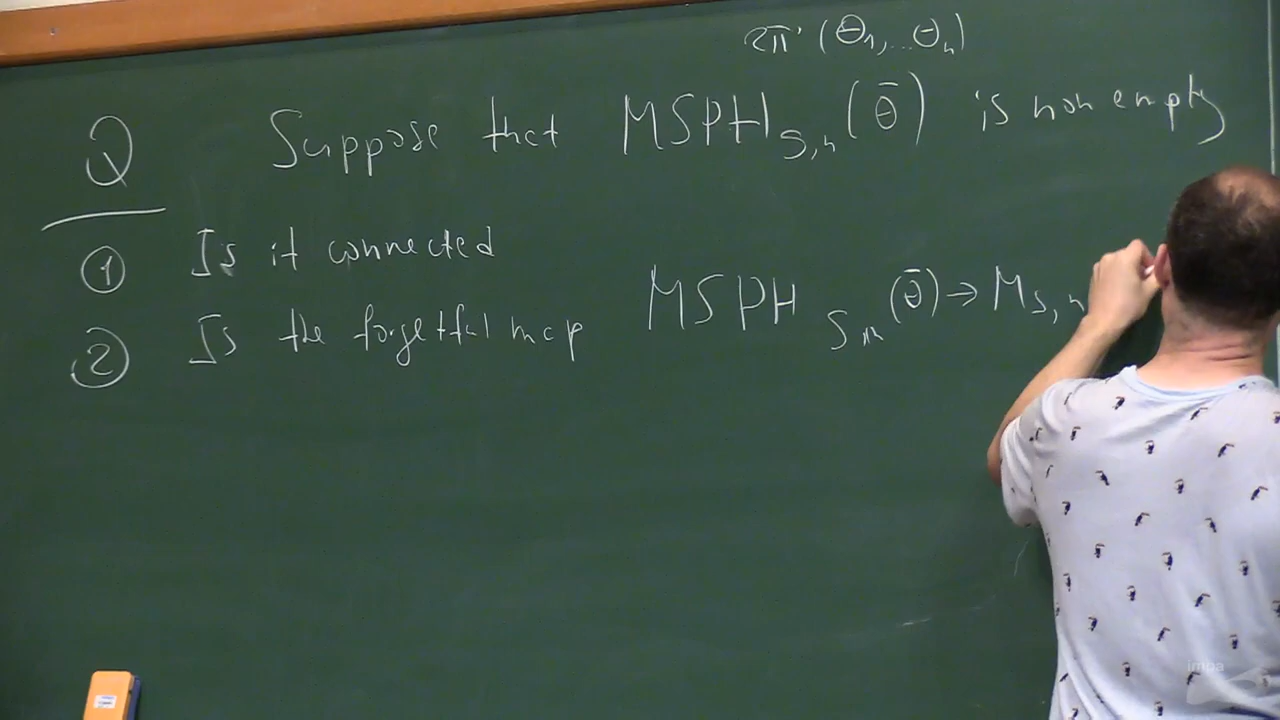 2π·(Θ₁,...Θₙ)
Q Suppose that MSPH_{S,n}(Θ̄) is non empty
① Is it connected
② Is the forgetful map MSPH_{S,n}(Θ̄) → M_{S,n}
impa